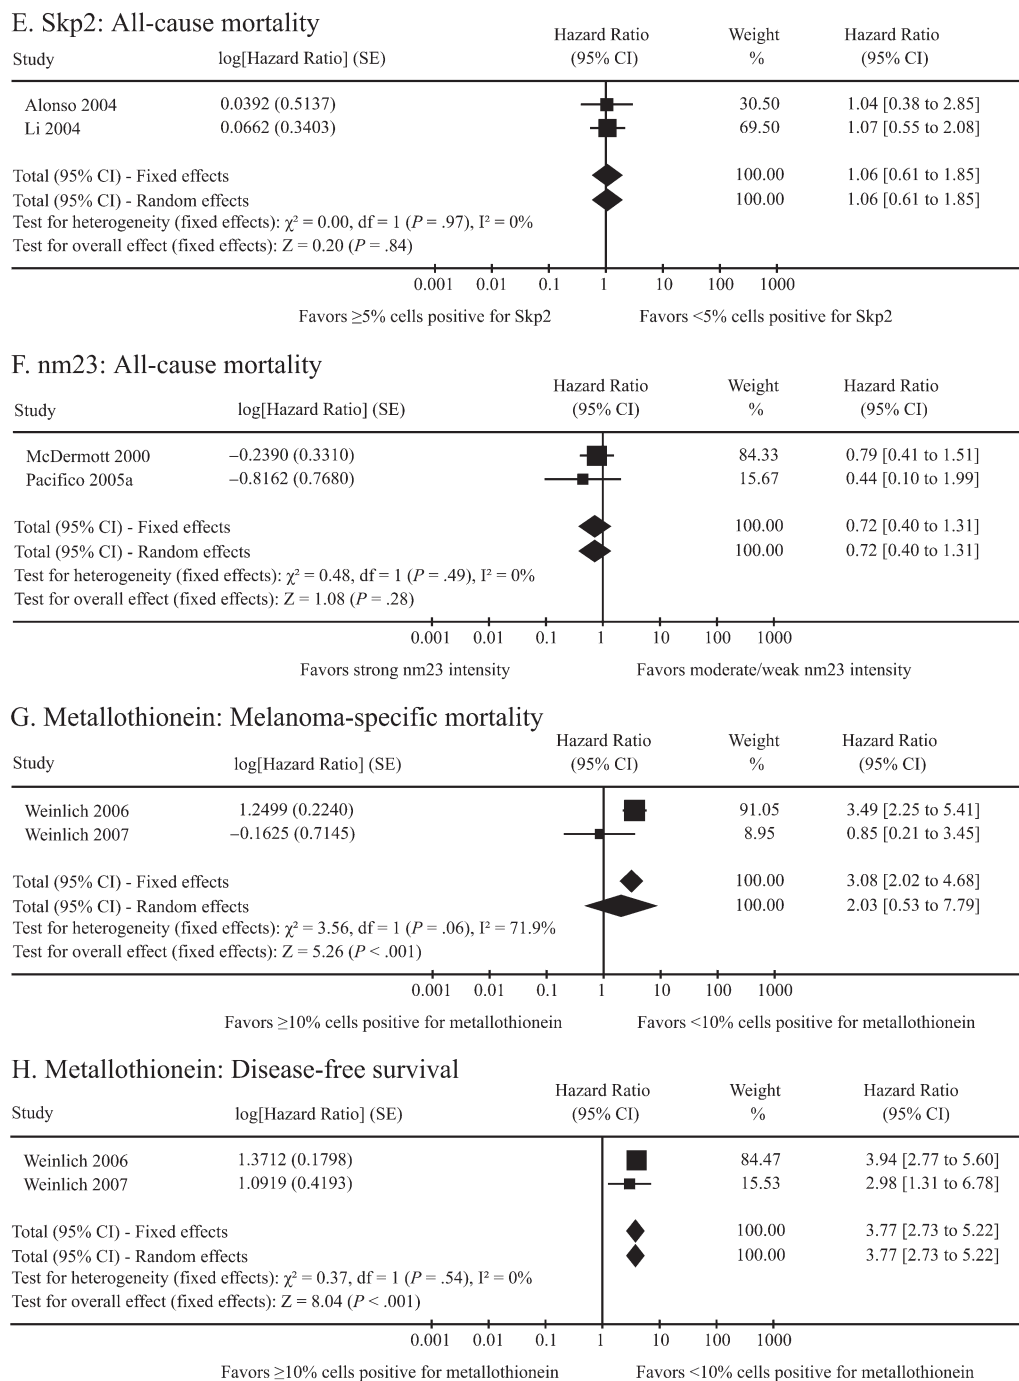 E. Skp2: All-cause mortality
Study log[Hazard Ratio] (SE) Hazard Ratio (95% CI) Weight % Hazard Ratio (95% CI)
Alonso 2004 0.0392 (0.5137) 30.50 1.04 [0.38 to 2.85]
Li 2004 0.0662 (0.3403) 69.50 1.07 [0.55 to 2.08]
Total (95% CI) - Fixed effects 100.00 1.06 [0.61 to 1.85]
Total (95% CI) - Random effects 100.00 1.06 [0.61 to 1.85]
Test for heterogeneity (fixed effects): χ² = 0.00, df = 1 (P = .97), I² = 0%
Test for overall effect (fixed effects): Z = 0.20 (P = .84)
0.001 0.01 0.1 1 10 100 1000
Favors ≥5% cells positive for Skp2 Favors <5% cells positive for Skp2
F. nm23: All-cause mortality
Study log[Hazard Ratio] (SE) Hazard Ratio (95% CI) Weight % Hazard Ratio (95% CI)
McDermott 2000 −0.2390 (0.3310) 84.33 0.79 [0.41 to 1.51]
Pacifico 2005a −0.8162 (0.7680) 15.67 0.44 [0.10 to 1.99]
Total (95% CI) - Fixed effects 100.00 0.72 [0.40 to 1.31]
Total (95% CI) - Random effects 100.00 0.72 [0.40 to 1.31]
Test for heterogeneity (fixed effects): χ² = 0.48, df = 1 (P = .49), I² = 0%
Test for overall effect (fixed effects): Z = 1.08 (P = .28)
0.001 0.01 0.1 1 10 100 1000
Favors strong nm23 intensity Favors moderate/weak nm23 intensity
G. Metallothionein: Melanoma-specific mortality
Study log[Hazard Ratio] (SE) Hazard Ratio (95% CI) Weight % Hazard Ratio (95% CI)
Weinlich 2006 1.2499 (0.2240) 91.05 3.49 [2.25 to 5.41]
Weinlich 2007 −0.1625 (0.7145) 8.95 0.85 [0.21 to 3.45]
Total (95% CI) - Fixed effects 100.00 3.08 [2.02 to 4.68]
Total (95% CI) - Random effects 100.00 2.03 [0.53 to 7.79]
Test for heterogeneity (fixed effects): χ² = 3.56, df = 1 (P = .06), I² = 71.9%
Test for overall effect (fixed effects): Z = 5.26 (P < .001)
0.001 0.01 0.1 1 10 100 1000
Favors ≥10% cells positive for metallothionein Favors <10% cells positive for metallothionein
H. Metallothionein: Disease-free survival
Study log[Hazard Ratio] (SE) Hazard Ratio (95% CI) Weight % Hazard Ratio (95% CI)
Weinlich 2006 1.3712 (0.1798) 84.47 3.94 [2.77 to 5.60]
Weinlich 2007 1.0919 (0.4193) 15.53 2.98 [1.31 to 6.78]
Total (95% CI) - Fixed effects 100.00 3.77 [2.73 to 5.22]
Total (95% CI) - Random effects 100.00 3.77 [2.73 to 5.22]
Test for heterogeneity (fixed effects): χ² = 0.37, df = 1 (P = .54), I² = 0%
Test for overall effect (fixed effects): Z = 8.04 (P < .001)
0.001 0.01 0.1 1 10 100 1000
Favors ≥10% cells positive for metallothionein Favors <10% cells positive for metallothionein